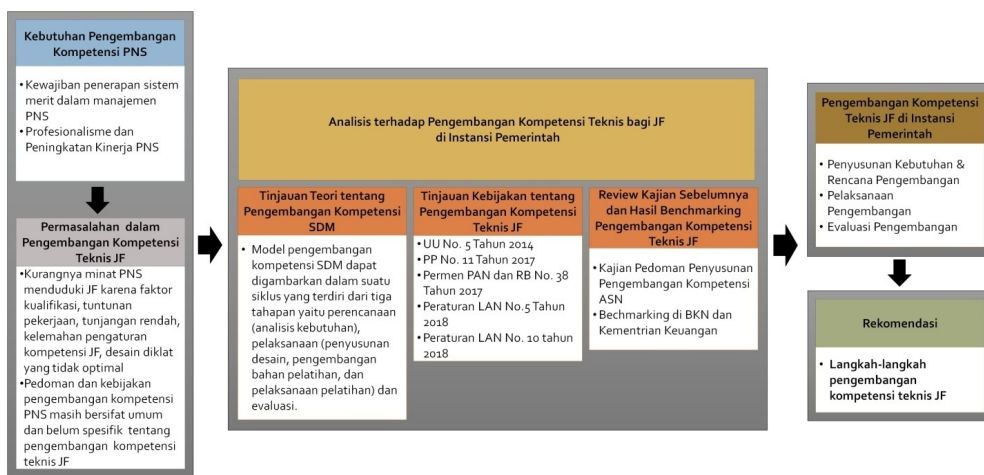 Kebutuhan Pengembangan
Kompetensi PNS
•Kewajiban penerapan sistem
merit dalam manajemen
PNS
•Profesionalisme dan
Peningkatan Kinerja PNS
Permasalahan dalam
Pengembangan Kompetensi
Teknis JF
•Kurangnya minat PNS
menduduki JF karena faktor
kualifikasi, tuntunan
pekerjaan, tunjangan rendah,
kelemahan pengaturan
kompetensi JF, desain diklat
yang tidak optimal
•Pedoman dan kebijakan
pengembangan kompetensi
PNS masih bersifat umum
dan belum spesifik tentang
pengembangan kompetensi
teknis JF
Analisis terhadap Pengembangan Kompetensi Teknis bagi JF
di Instansi Pemerintah
Tinjauan Teori tentang
Pengembangan Kompetensi
SDM
• Model pengembangan
kompetensi SDM dapat
digambarkan dalam suatu
siklus yang terdiri dari tiga
tahapan yaitu perencanaan
(analisis kebutuhan),
pelaksanaan (penyusunan
desain, pengembangan
bahan pelatihan, dan
pelaksanaan pelatihan) dan
evaluasi.
Tinjauan Kebijakan tentang
Pengembangan Kompetensi
Teknis JF
•UU No. 5 Tahun 2014
•PP No. 11 Tahun 2017
•Permen PAN dan RB No. 38
Tahun 2017
•Peraturan LAN No.5 Tahun
2018
•Peraturan LAN No. 10 tahun
2018
Review Kajian Sebelumnya
dan Hasil Benchmarking
Pengembangan Kompetensi
Teknis JF
•Kajian Pedoman Penyusunan
Pengembangan Kompetensi
ASN
•Bechmarking di BKN dan
Kementrian Keuangan
Pengembangan Kompetensi
Teknis JF di Instansi
Pemerintah
• Penyusunan Kebutuhan &
Rencana Pengembangan
• Pelaksanaan
Pengembangan
• Evaluasi Pengembangan
Rekomendasi
• Langkah-langkah
pengembangan
kompetensi teknis JF